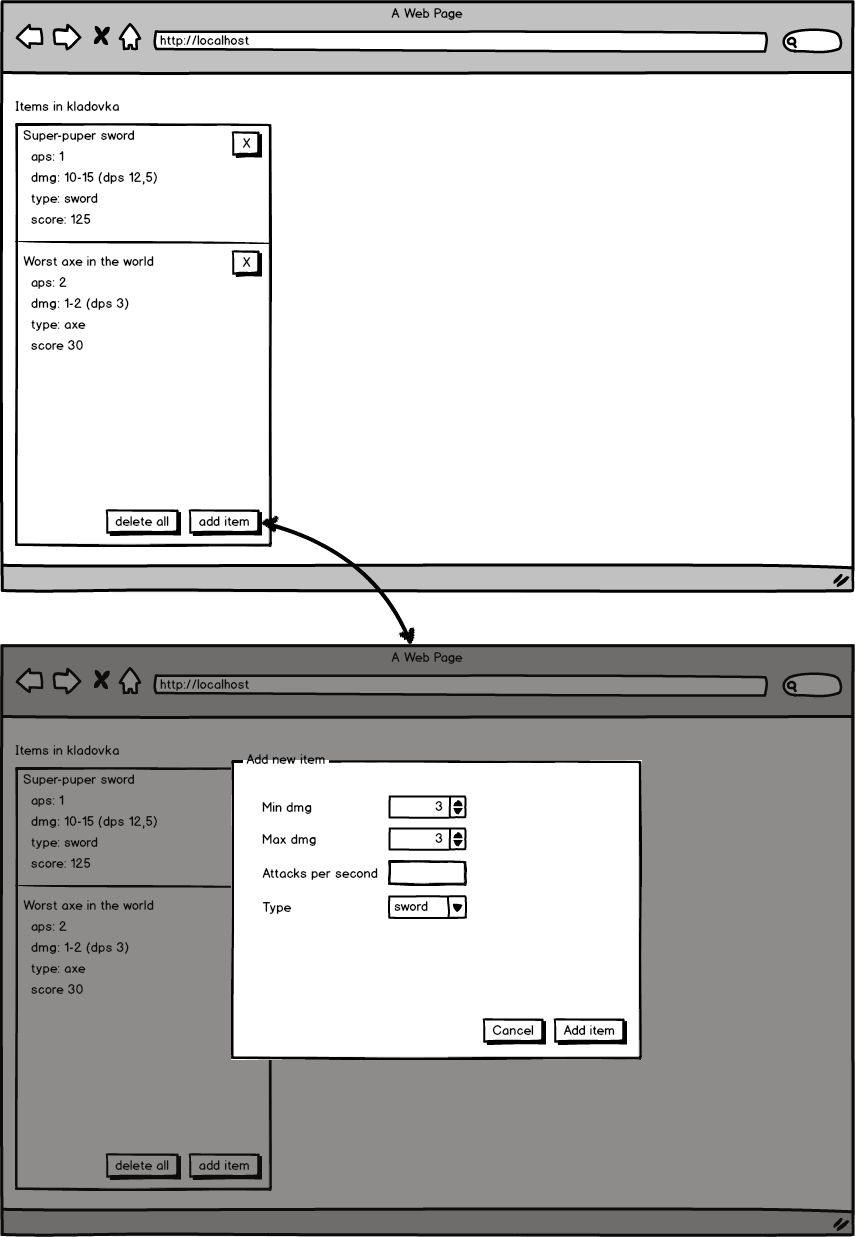 A Web Page
http://localhost
Items in kladovka
Super-puper sword
X
aps: 1
dmg: 10-15 (dps 12,5)
type: sword
score: 125
Worst axe in the world
X
aps: 2
dmg: 1-2 (dps 3)
type: axe
score 30
delete all
add item
A Web Page
http://localhost
Items in kladovka
Super-puper sword
aps: 1
dmg: 10-15 (dps 12,5)
type: sword
score: 125
Worst axe in the world
aps: 2
dmg: 1-2 (dps 3)
type: axe
score 30
delete all
add item
Add new item
Min dmg
3
Max dmg
3
Attacks per second
Type
sword
Cancel
Add item